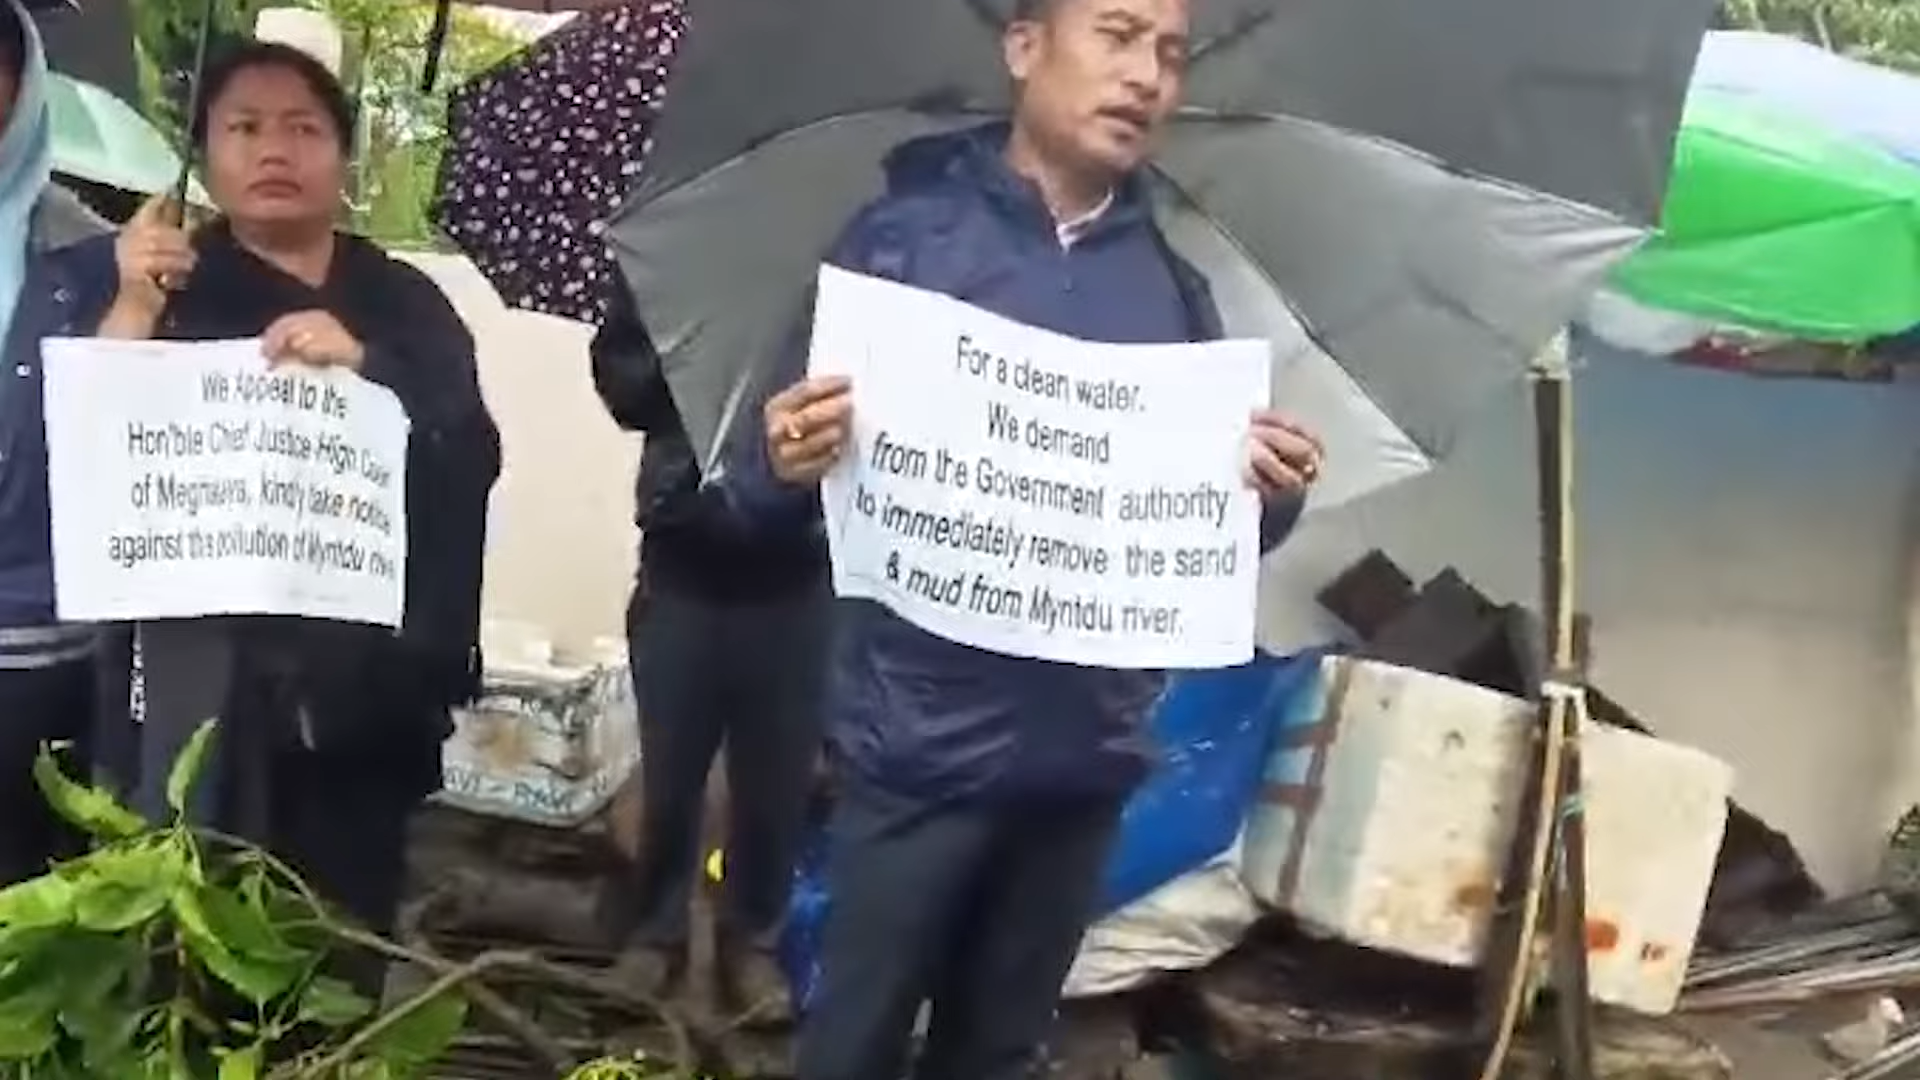 We Appeal to the
Hon'ble Chief Justice High Court
of Meghalaya, kindly take notice
against the pollution of Myntdu river
For a clean water.
We demand
from the Government authority
to immediately remove the sand
& mud from Myntdu river.